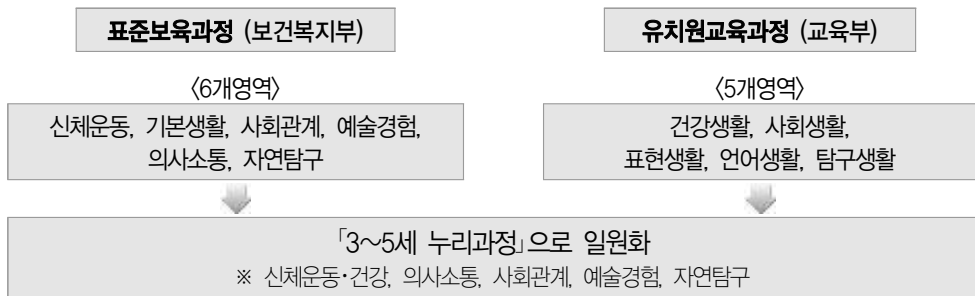 표준보육과정 (보건복지부)
유치원교육과정 (교육부)
〈6개영역〉
〈5개영역〉
신체운동, 기본생활, 사회관계, 예술경험,
의사소통, 자연탐구
건강생활, 사회생활,
표현생활, 언어생활, 탐구생활
「3～5세 누리과정」으로 일원화
※ 신체운동･건강, 의사소통, 사회관계, 예술경험, 자연탐구